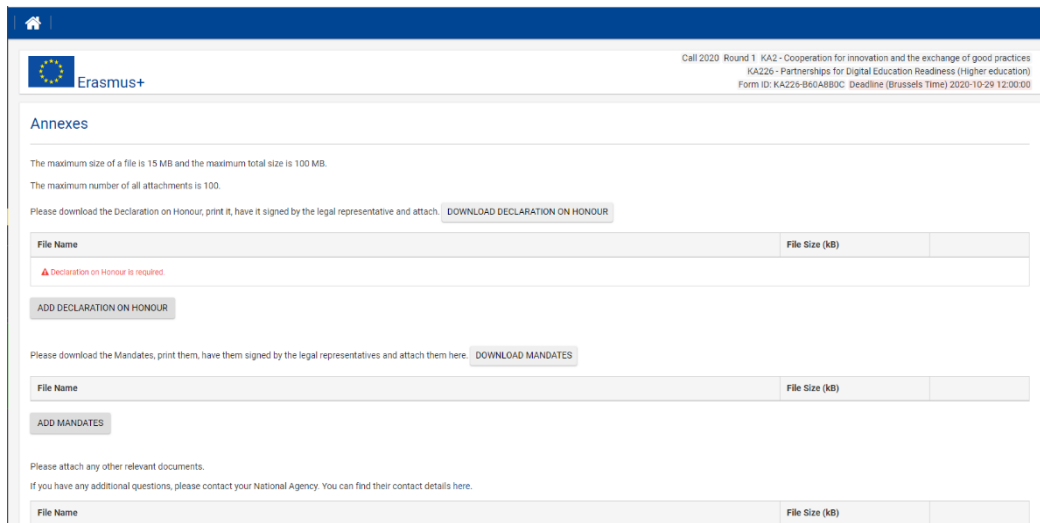 Call 2020 Round 1 KA2 - Cooperation for innovation and the exchange of good practices
KA226 - Partnerships for Digital Education Readiness (Higher education)
Form ID: KA226-B60A8B0C Deadline (Brussels Time) 2020-10-29 12:00:00
Erasmus+
Annexes
The maximum size of a file is 15 MB and the maximum total size is 100 MB.
The maximum number of all attachments is 100.
Please download the Declaration on Honour, print it, have it signed by the legal representative and attach. DOWNLOAD DECLARATION ON HONOUR
File Name File Size (kB)
Declaration on Honour is required.
ADD DECLARATION ON HONOUR
Please download the Mandates, print them, have them signed by the legal representatives and attach them here. DOWNLOAD MANDATES
File Name File Size (kB)
ADD MANDATES
Please attach any other relevant documents.
If you have any additional questions, please contact your National Agency. You can find their contact details here.
File Name File Size (kB)